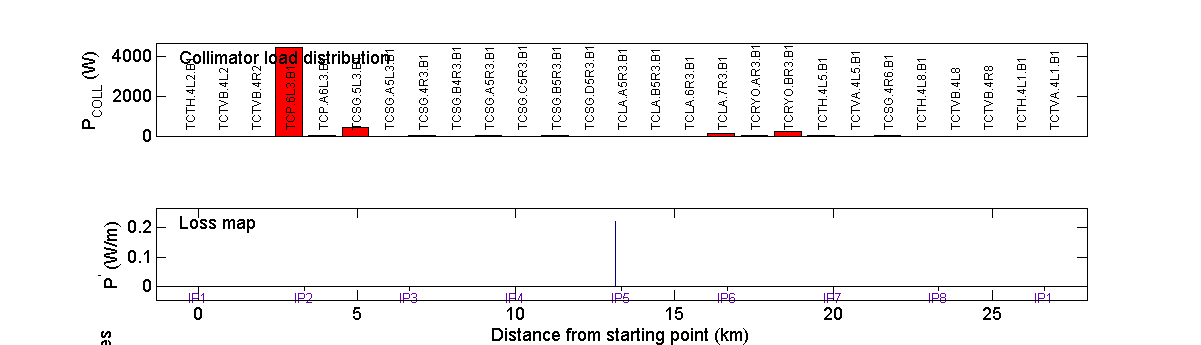 P_COLL (W)
4000
2000
0
Collimator load distribution
TCTH.4L2.B1
TCTVB.4L2
TCTVB.4R2
TCP.6L3.B1
TCP.A6L3.B1
TCSG.5L3.B1
TCSG.A5L3.B1
TCSG.4R3.B1
TCSG.B4R3.B1
TCSG.A5R3.B1
TCSG.C5R3.B1
TCSG.B5R3.B1
TCSG.D5R3.B1
TCLA.A5R3.B1
TCLA.B5R3.B1
TCLA.6R3.B1
TCLA.7R3.B1
TCRYO.AR3.B1
TCRYO.BR3.B1
TCTH.4L5.B1
TCTVA.4L5.B1
TCSG.4R6.B1
TCTH.4L8.B1
TCTVB.4L8
TCTVB.4R8
TCTH.4L1.B1
TCTVA.4L1.B1
P' (W/m)
0.2
0.1
0
Loss map
IP1
IP2
IP3
IP4
IP5
IP6
IP7
IP8
IP1
0
5
10
15
20
25
Distance from starting point (km)
es